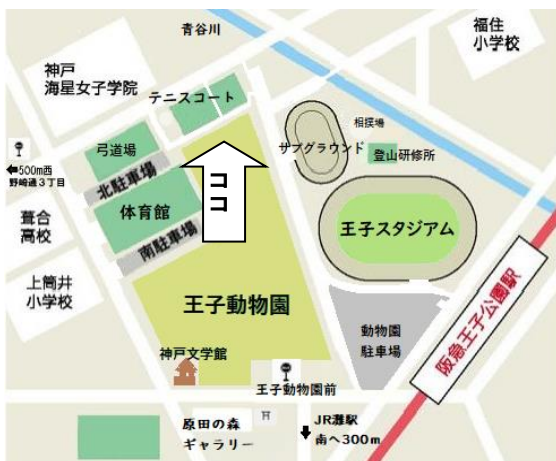 青谷川
福住
小学校
神戸
海星女子学院
テニスコート
相撲場
サブグラウンド
登山研修所
弓道場
⬅500m西
野崎通3丁目
北駐車場
ココ
葺合
高校
体育館
王子スタジアム
南駐車場
上筒井
小学校
王子動物園
阪急王子公園駅
動物園
駐車場
神戸文学館
王子動物園前
原田の森
ギャラリー
JR灘駅
南へ300m